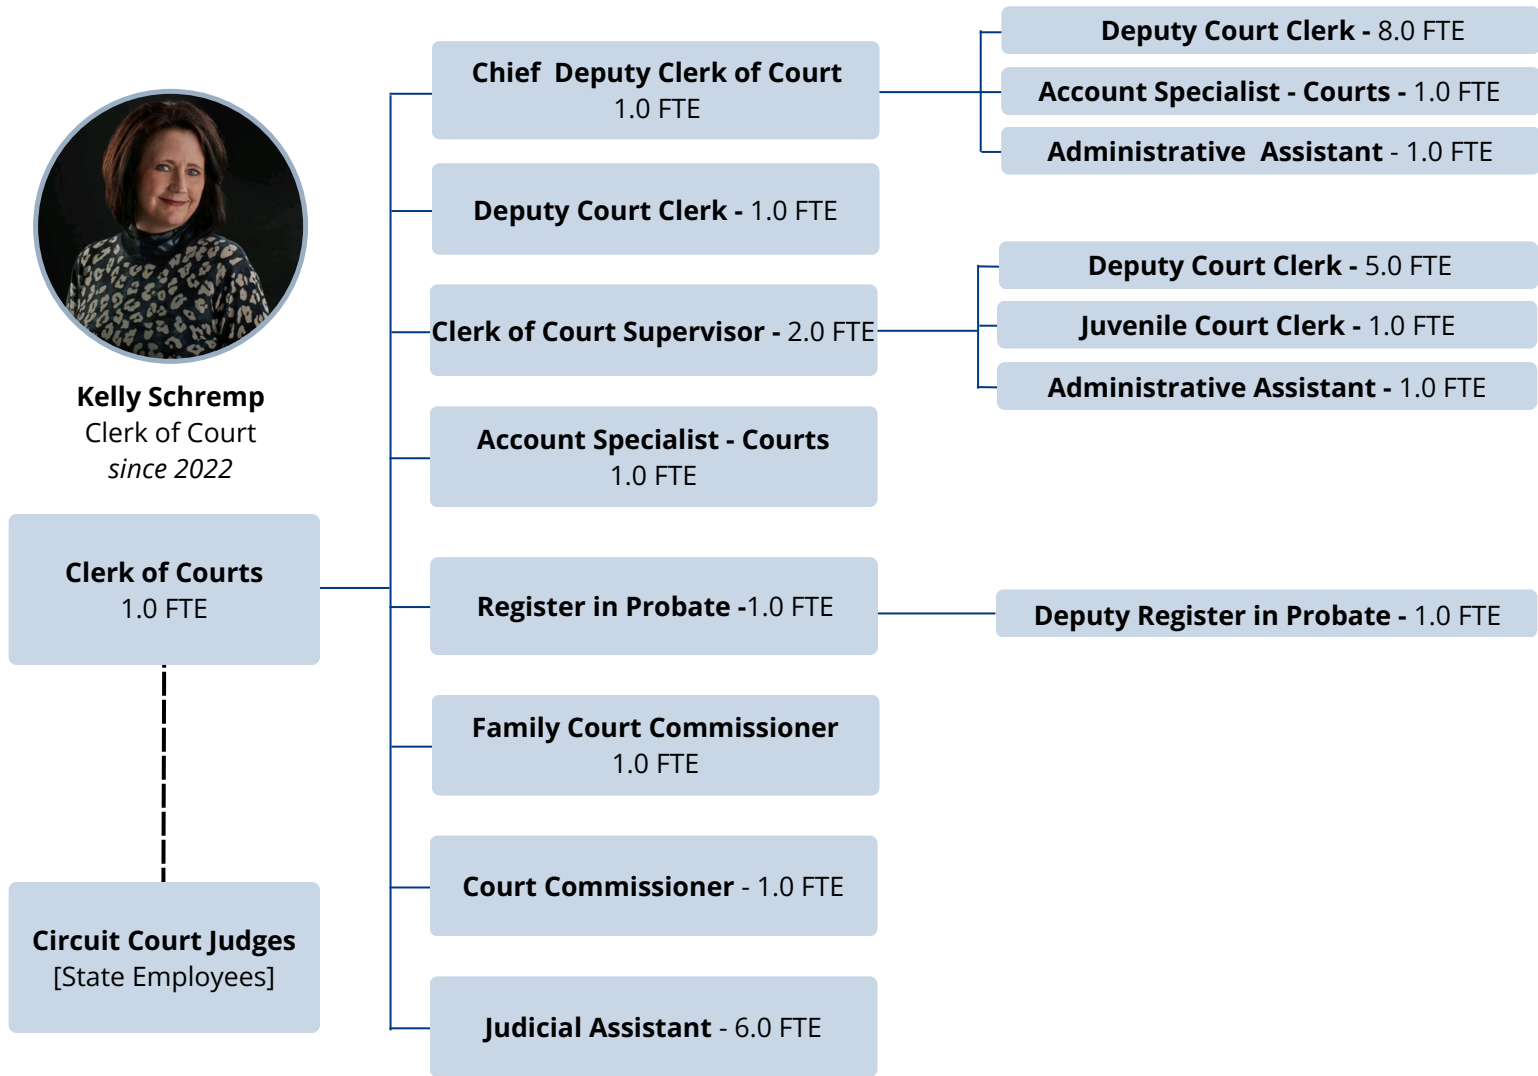 Kelly Schremp
Clerk of Court
since 2022
Clerk of Courts
1.0 FTE
Circuit Court Judges
[State Employees]
Chief  Deputy Clerk of Court
1.0 FTE
Deputy Court Clerk - 1.0 FTE
Clerk of Court Supervisor - 2.0 FTE
Account Specialist - Courts
1.0 FTE
Register in Probate -1.0 FTE
Family Court Commissioner
1.0 FTE
Court Commissioner - 1.0 FTE
Judicial Assistant - 6.0 FTE
Deputy Court Clerk - 8.0 FTE
Account Specialist - Courts - 1.0 FTE
Administrative  Assistant - 1.0 FTE
Deputy Court Clerk - 5.0 FTE
Juvenile Court Clerk - 1.0 FTE
Administrative Assistant - 1.0 FTE
Deputy Register in Probate - 1.0 FTE